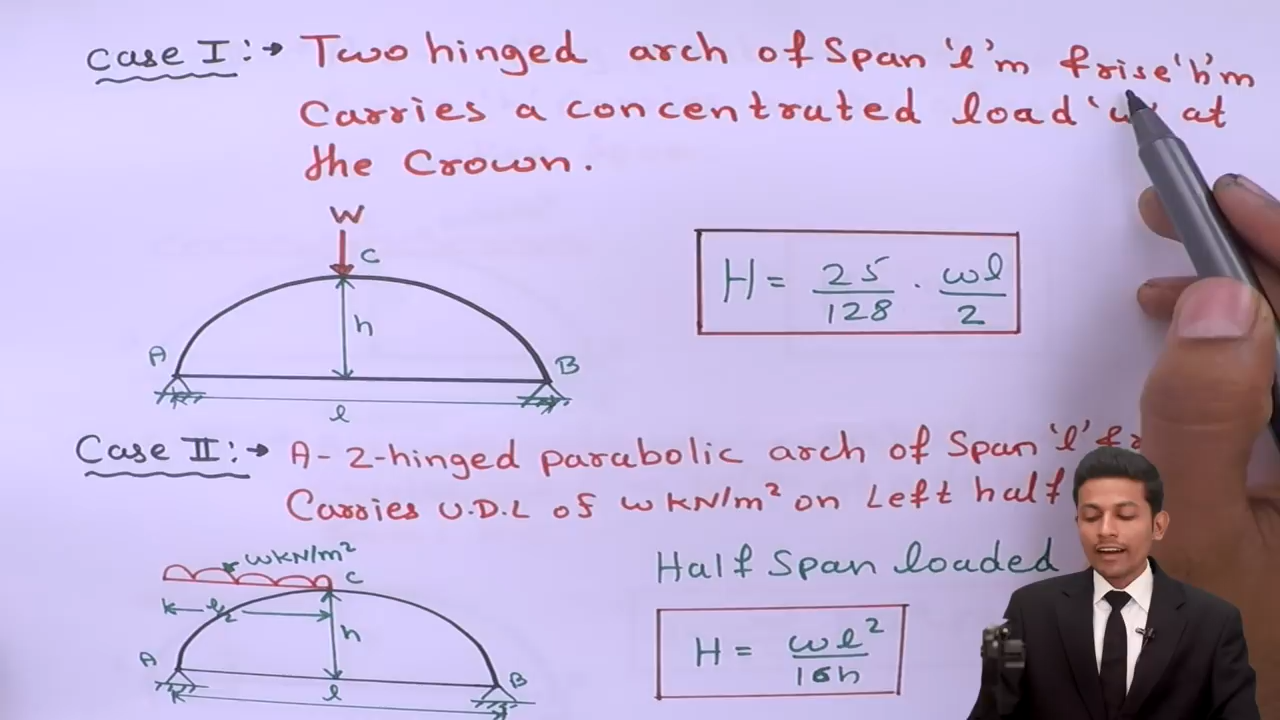 Case I:→ Two hinged arch of Span 'l'm & rise 'h'm
Carries a concentrated load 'w' at
the Crown.
W
C
h
A
B
l
H = 25/128 · wl/2
Case II:→ A-2-hinged parabolic arch of Span 'l' &
Carries U.D.L of w KN/m² on Left half
w KN/m²
C
l/2
h
A
B
l
Half Span loaded
H = wl²/16h